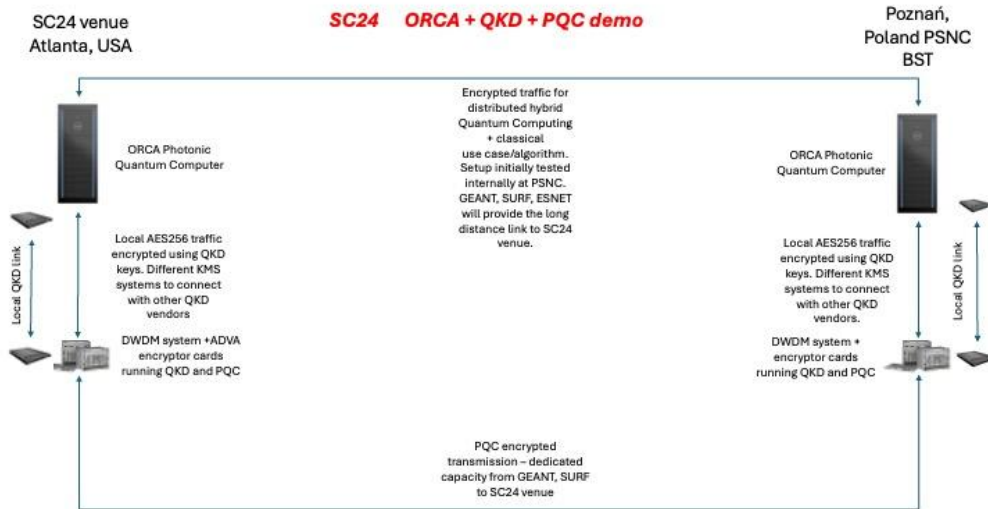 SC24 venue
Atlanta, USA
SC24 ORCA + QKD + PQC demo
Poznań,
Poland PSNC
BST
ORCA Photonic
Quantum Computer
Encrypted traffic for
distributed hybrid
Quantum Computing
+ classical
use case/algorithm.
Setup initially tested
internally at PSNC.
GEANT, SURF, ESNET
will provide the long
distance link to SC24
venue.
ORCA Photonic
Quantum Computer
Local QKD link
Local AES256 traffic
encrypted using QKD
keys. Different KMS
systems to connect
with other QKD
vendors
Local AES256 traffic
encrypted using QKD
keys. Different KMS
systems to connect
with other QKD
vendors.
Local QKD link
DWDM system +ADVA
encryptor cards
running QKD and PQC
DWDM system +
encryptor cards
running QKD and PQC
PQC encrypted
transmission – dedicated
capacity from GEANT, SURF
to SC24 venue